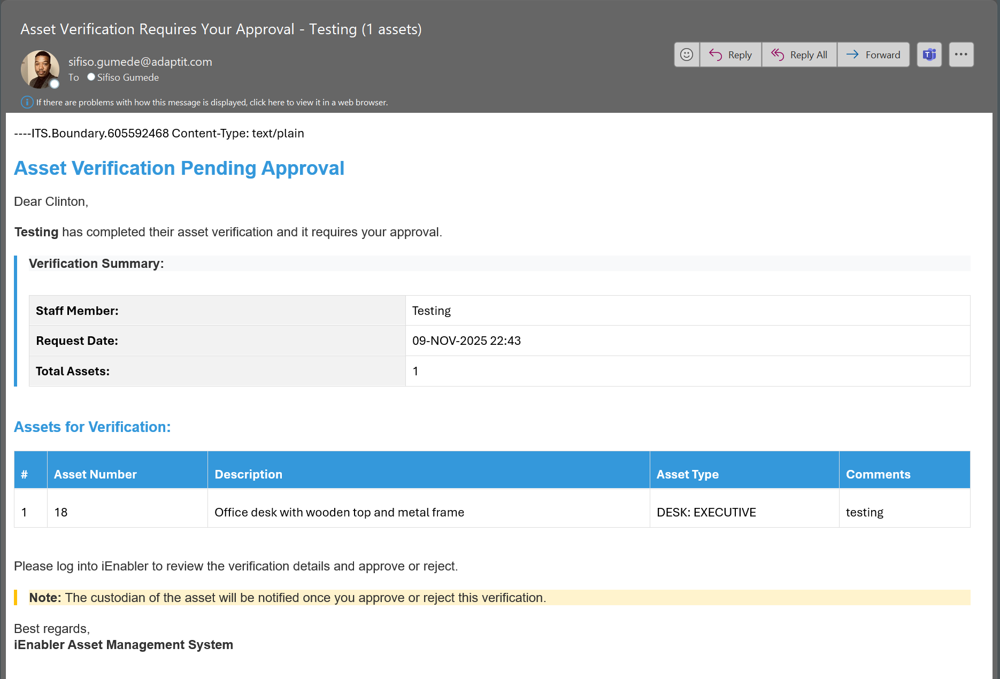 Asset Verification Requires Your Approval - Testing (1 assets)
sifiso.gumede@adaptit.com
To Sifiso Gumede
Reply
Reply All
Forward
If there are problems with how this message is displayed, click here to view it in a web browser.
----ITS.Boundary.605592468 Content-Type: text/plain
Asset Verification Pending Approval
Dear Clinton,
Testing has completed their asset verification and it requires your approval.
Verification Summary:
Staff Member: Testing
Request Date: 09-NOV-2025 22:43
Total Assets: 1
Assets for Verification:
# Asset Number Description Asset Type Comments
1 18 Office desk with wooden top and metal frame DESK: EXECUTIVE testing
Please log into iEnabler to review the verification details and approve or reject.
Note: The custodian of the asset will be notified once you approve or reject this verification.
Best regards,
iEnabler Asset Management System